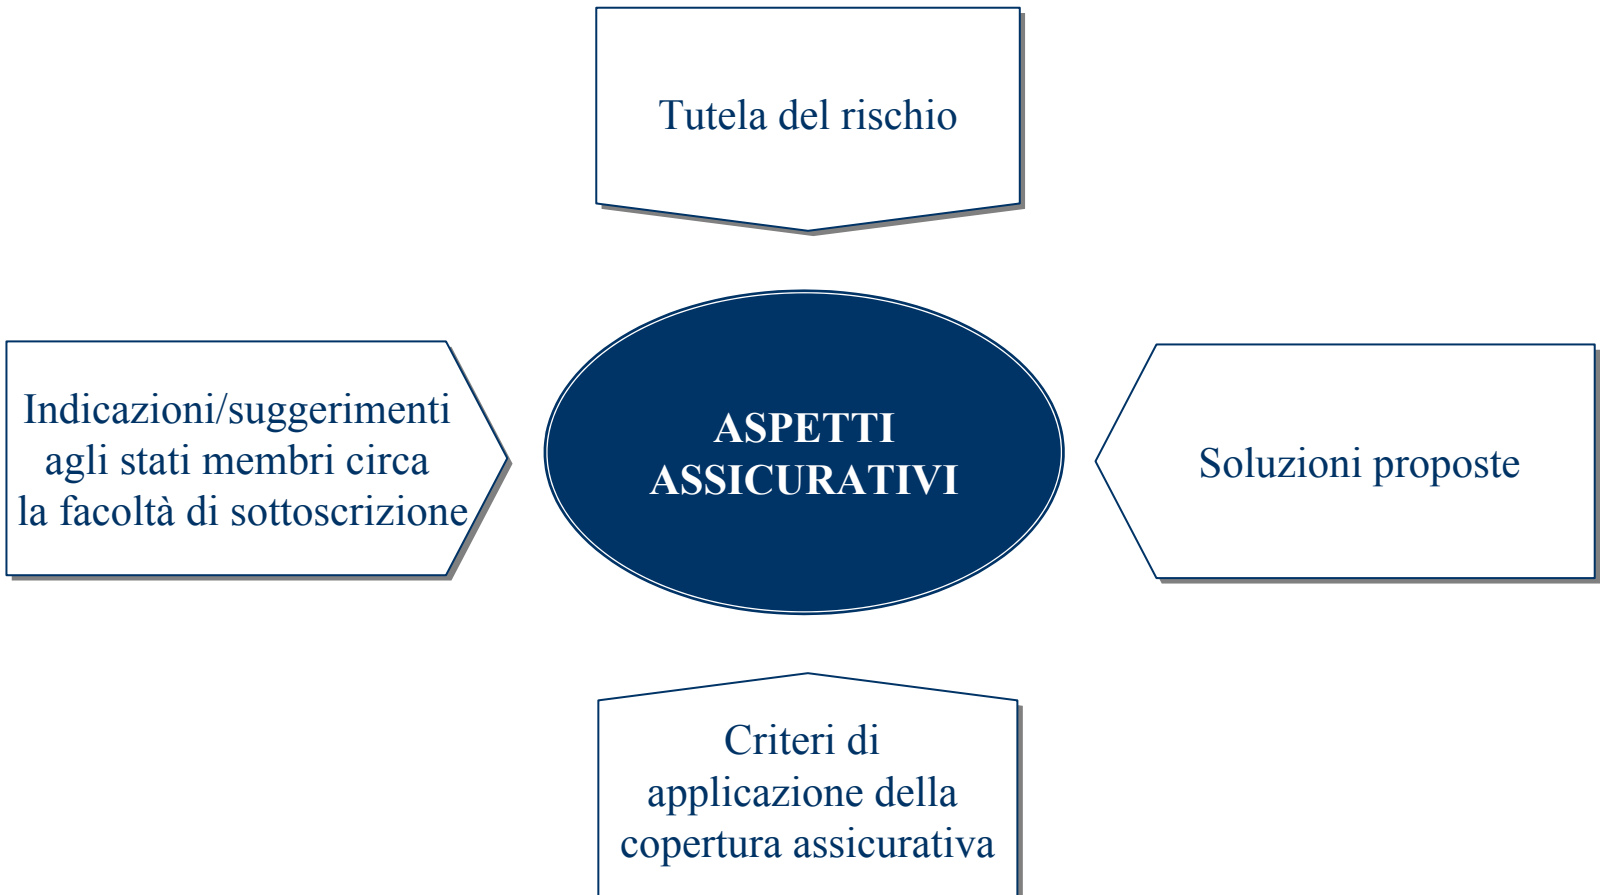 Tutela del rischio
Indicazioni/suggerimenti
agli stati membri circa
la facoltà di sottoscrizione
ASPETTI
ASSICURATIVI
Soluzioni proposte
Criteri di
applicazione della
copertura assicurativa